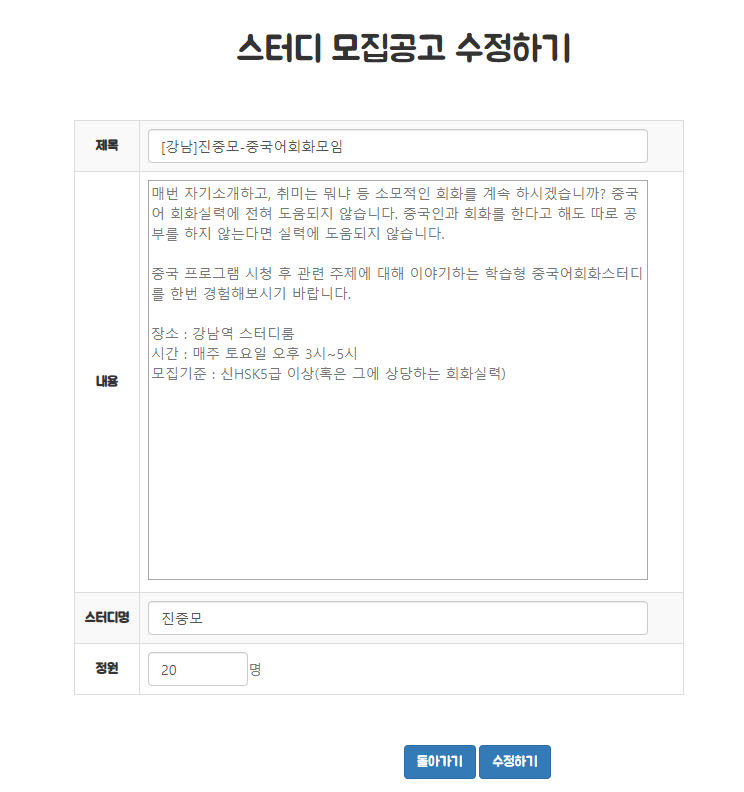 스터디 모집공고 수정하기
제목
[강남]진중모-중국어회화모임
내용
매번 자기소개하고, 취미는 뭐냐 등 소모적인 회화를 계속 하시겠습니까? 중국
어 회화실력에 전혀 도움되지 않습니다. 중국인과 회화를 한다고 해도 따로 공
부를 하지 않는다면 실력에 도움되지 않습니다.
중국 프로그램 시청 후 관련 주제에 대해 이야기하는 학습형 중국어회화스터디
를 한번 경험해보시기 바랍니다.
장소 : 강남역 스터디룸
시간 : 매주 토요일 오후 3시~5시
모집기준 : 신HSK5급 이상(혹은 그에 상당하는 회화실력)
스터디명
진중모
정원
20 명
돌아가기 수정하기